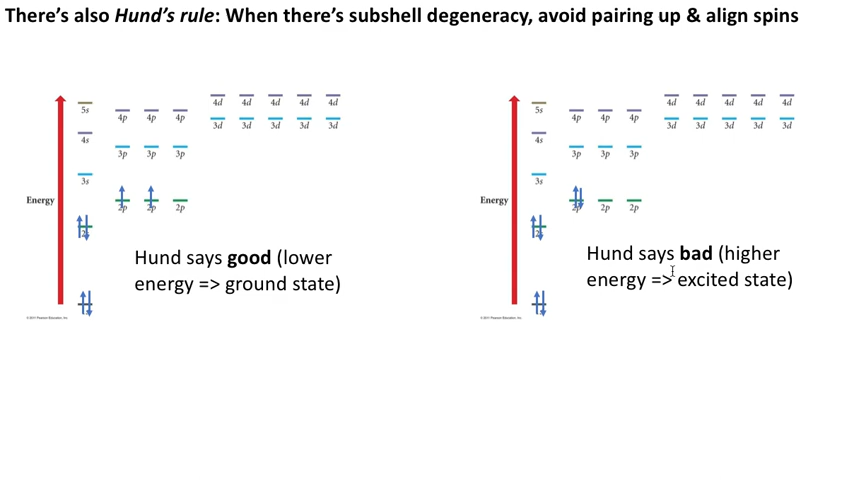 There's also Hund's rule: When there's subshell degeneracy, avoid pairing up & align spins
4d 4d 4d 4d 4d
5s
4p 4p 4p
3d 3d 3d 3d 3d
4s
3p 3p 3p
3s
Energy
2p 2p 2p
Hund says good (lower
energy => ground state)
© 2011 Pearson Education, Inc.
4d 4d 4d 4d 4d
5s
4p 4p 4p
3d 3d 3d 3d 3d
4s
3p 3p 3p
3s
Energy
2p 2p 2p
Hund says bad (higher
energy => excited state)
© 2011 Pearson Education, Inc.